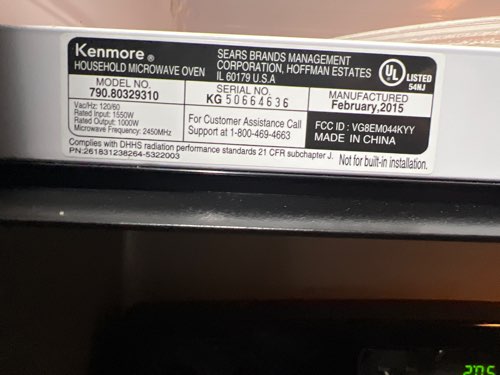 Kenmore®
HOUSEHOLD MICROWAVE OVEN
SEARS BRANDS MANAGEMENT
CORPORATION, HOFFMAN ESTATES
IL 60179 U.S.A
UL LISTED
54NJ
MODEL NO.
790.80329310
SERIAL NO.
KG 50664636
MANUFACTURED
February,2015
Vac/Hz: 120/60
Rated Input: 1550W
Rated Output: 1000W
Microwave Frequency: 2450MHz
For Customer Assistance Call
Support at 1-800-469-4663
FCC ID : VG8EM044KYY
MADE IN CHINA
Complies with DHHS radiation performance standards 21 CFR subchapter J.
Not for built-in installation.
PN:261831238264-5322003